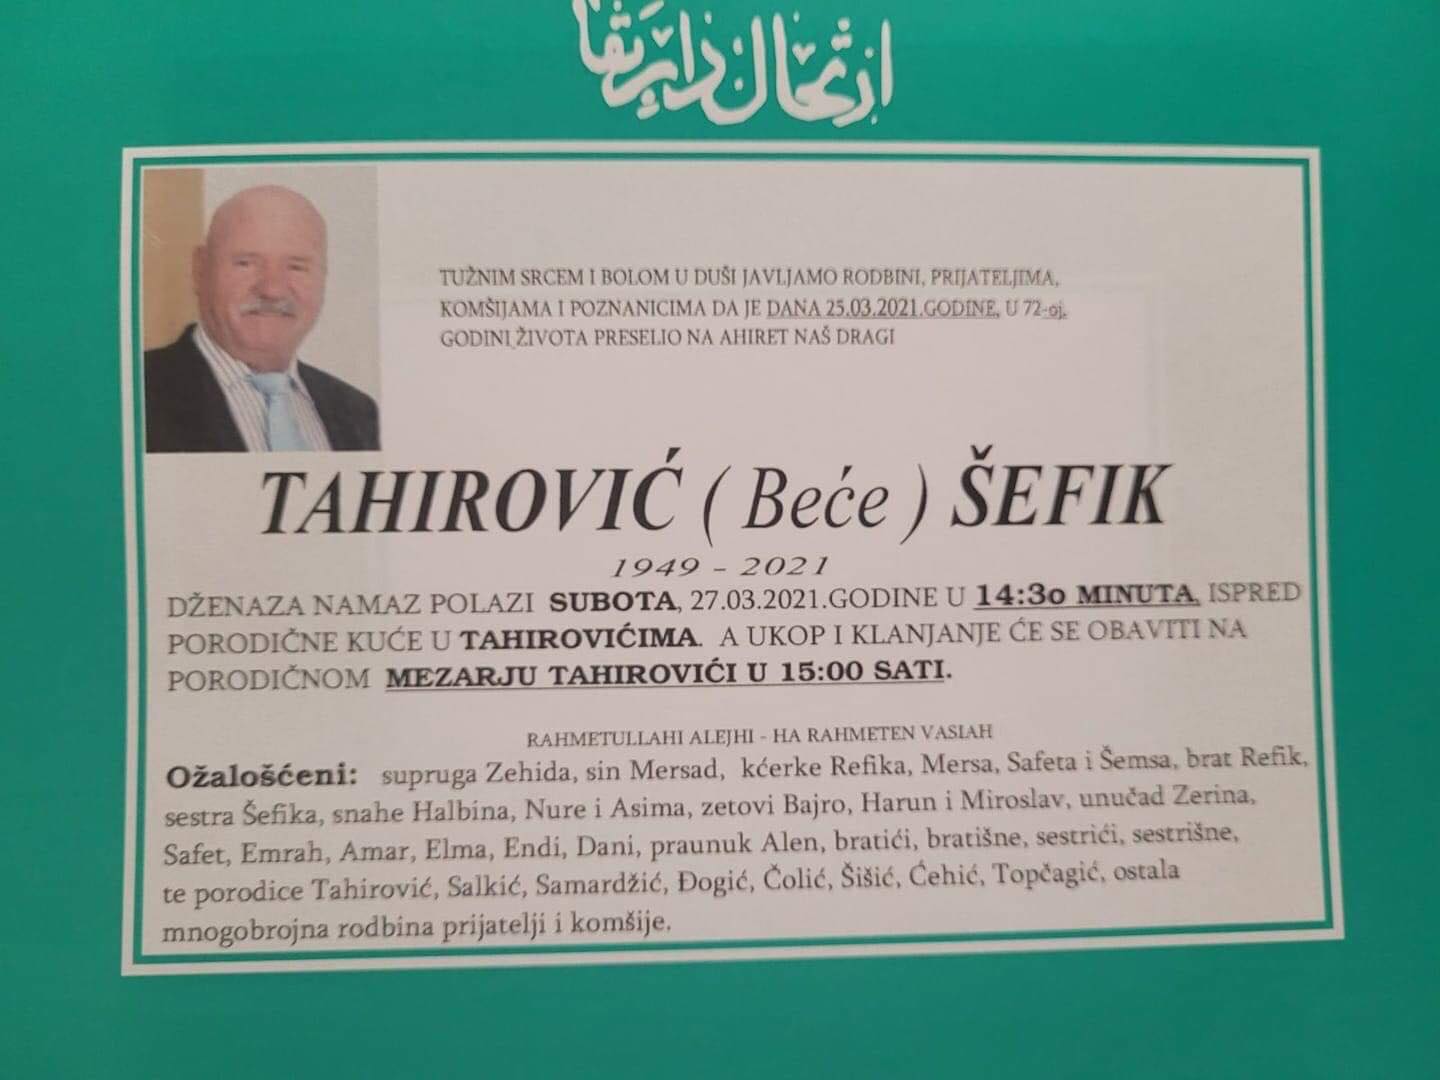 ارتحال دار بقا
TUŽNIM SRCEM I BOLOM U DUŠI JAVLJAMO RODBINI, PRIJATELJIMA,
KOMŠIJAMA I POZNANICIMA DA JE DANA 25.03.2021.GODINE, U 72-oj.
GODINI ŽIVOTA PRESELIO NA AHIRET NAŠ DRAGI
TAHIROVIĆ ( Beće ) ŠEFIK
1949 - 2021
DŽENAZA NAMAZ POLAZI SUBOTA, 27.03.2021.GODINE U 14:3o MINUTA, ISPRED
PORODIČNE KUĆE U TAHIROVIĆIMA. A UKOP I KLANJANJE ĆE SE OBAVITI NA
PORODIČNOM MEZARJU TAHIROVIĆI U 15:00 SATI.
RAHMETULLAHI ALEJHI - HA RAHMETEN VASIAH
Ožalošćeni: supruga Zehida, sin Mersad, kćerke Refika, Mersa, Safeta i Šemsa, brat Refik,
sestra Šefika, snahe Halbina, Nure i Asima, zetovi Bajro, Harun i Miroslav, unučad Zerina,
Safet, Emrah, Amar, Elma, Endi, Dani, praunuk Alen, bratići, bratišne, sestrići, sestrišne,
te porodice Tahirović, Salkić, Samardžić, Đogić, Čolić, Šišić, Ćehić, Topčagić, ostala
mnogobrojna rodbina prijatelji i komšije.